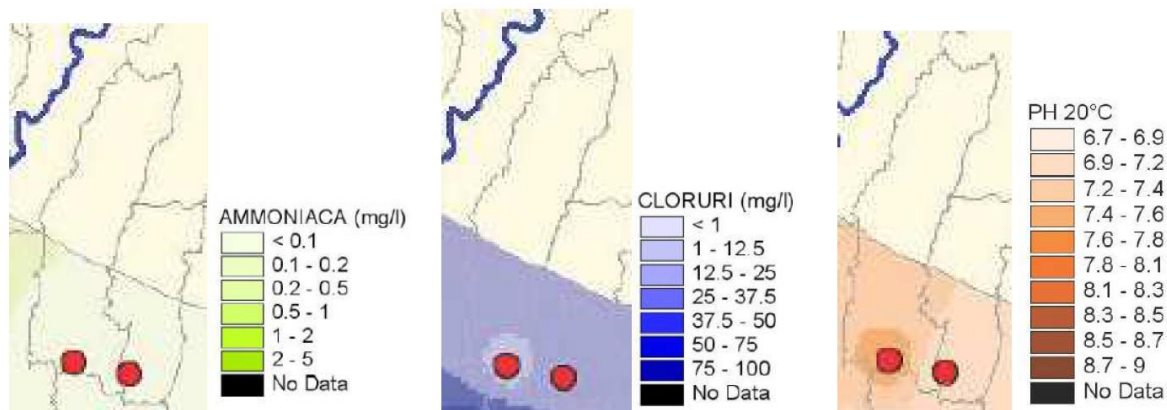 AMMONIACA (mg/l)
< 0.1
0.1 - 0.2
0.2 - 0.5
0.5 - 1
1 - 2
2 - 5
No Data
CLORURI (mg/l)
< 1
1 - 12.5
12.5 - 25
25 - 37.5
37.5 - 50
50 - 75
75 - 100
No Data
PH 20°C
6.7 - 6.9
6.9 - 7.2
7.2 - 7.4
7.4 - 7.6
7.6 - 7.8
7.8 - 8.1
8.1 - 8.3
8.3 - 8.5
8.5 - 8.7
8.7 - 9
No Data